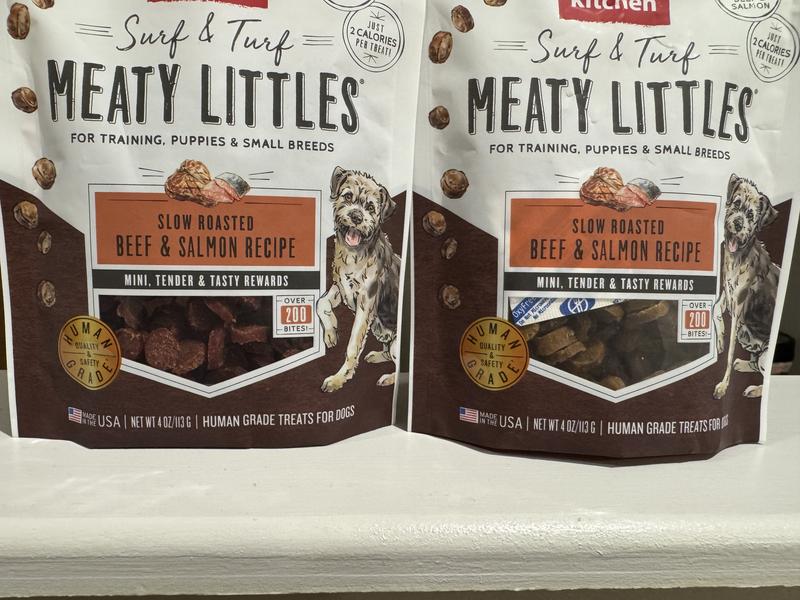 Surf & Turf
MEATY LITTLES®
FOR TRAINING, PUPPIES & SMALL BREEDS
JUST
2 CALORIES
PER TREAT!
SLOW ROASTED
BEEF & SALMON RECIPE
MINI, TENDER & TASTY REWARDS
OVER
200
BITES!
HUMAN
QUALITY
&
SAFETY
GRADE
MADE
IN THE
USA | NET WT 4 OZ/113 G | HUMAN GRADE TREATS FOR DOGS
Kitchen
SALMON
JUST
2 CALORIES
PER TREAT!
Surf & Turf
MEATY LITTLES®
FOR TRAINING, PUPPIES & SMALL BREEDS
SLOW ROASTED
BEEF & SALMON RECIPE
MINI, TENDER & TASTY REWARDS
OVER
200
BITES!
HUMAN
QUALITY
&
SAFETY
GRADE
MADE
IN THE
USA | NET WT 4 OZ/113 G | HUMAN GRADE TREATS FOR DOGS